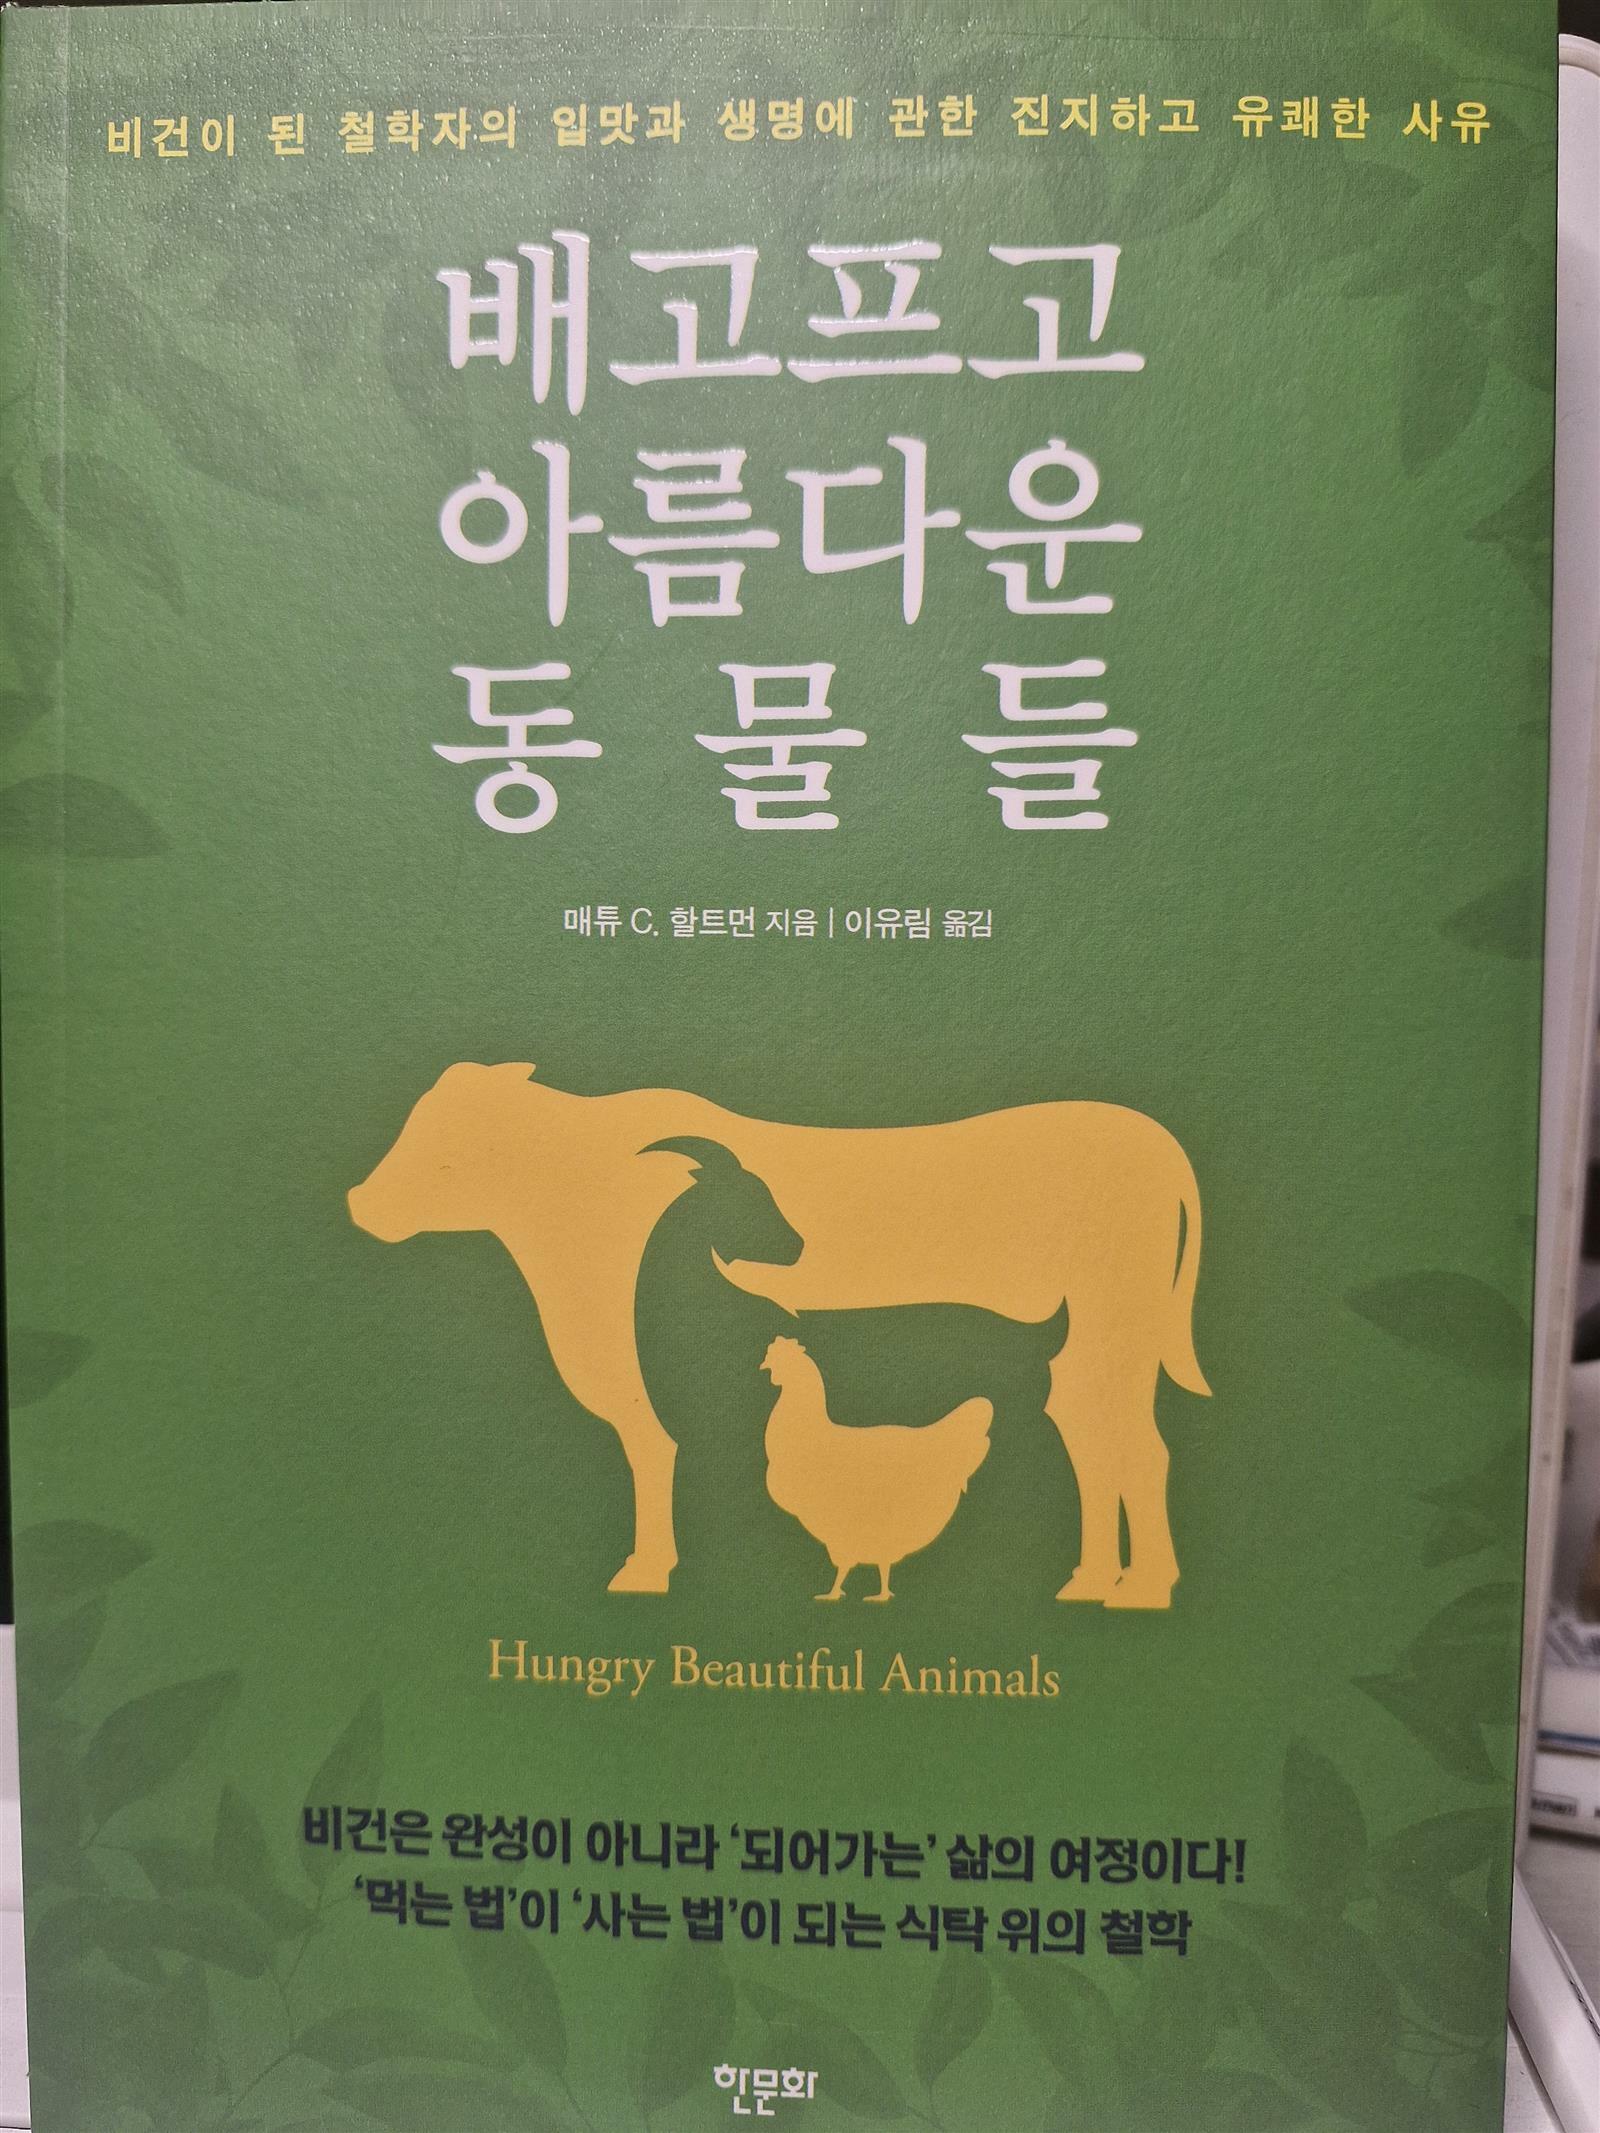 비건이 된 철학자의 입맛과 생명에 관한 진지하고 유쾌한 사유
배고프고
아름다운
동물들
매튜 C. 할트먼 지음 | 이유림 옮김
Hungry Beautiful Animals
비건은 완성이 아니라 ‘되어가는’ 삶의 여정이다!
‘먹는 법’이 ‘사는 법’이 되는 식탁 위의 철학
한문화